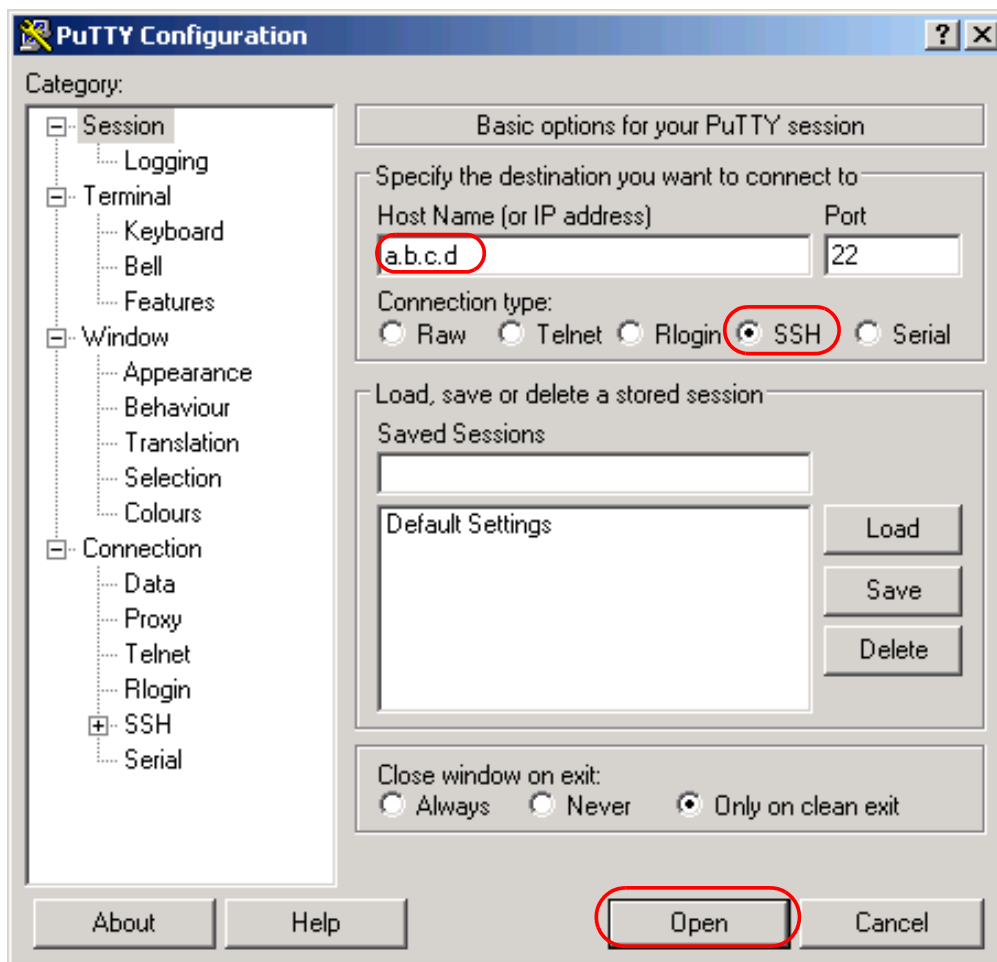 PuTTY Configuration
Category:
Session
Logging
Terminal
Keyboard
Bell
Features
Window
Appearance
Behaviour
Translation
Selection
Colours
Connection
Data
Proxy
Telnet
Rlogin
SSH
Serial
Basic options for your PuTTY session
Specify the destination you want to connect to
Host Name (or IP address) Port
a.b.c.d 22
Connection type:
Raw Telnet Rlogin SSH Serial
Load, save or delete a stored session
Saved Sessions
Default Settings
Load
Save
Delete
Close window on exit:
Always Never Only on clean exit
About Help Open Cancel